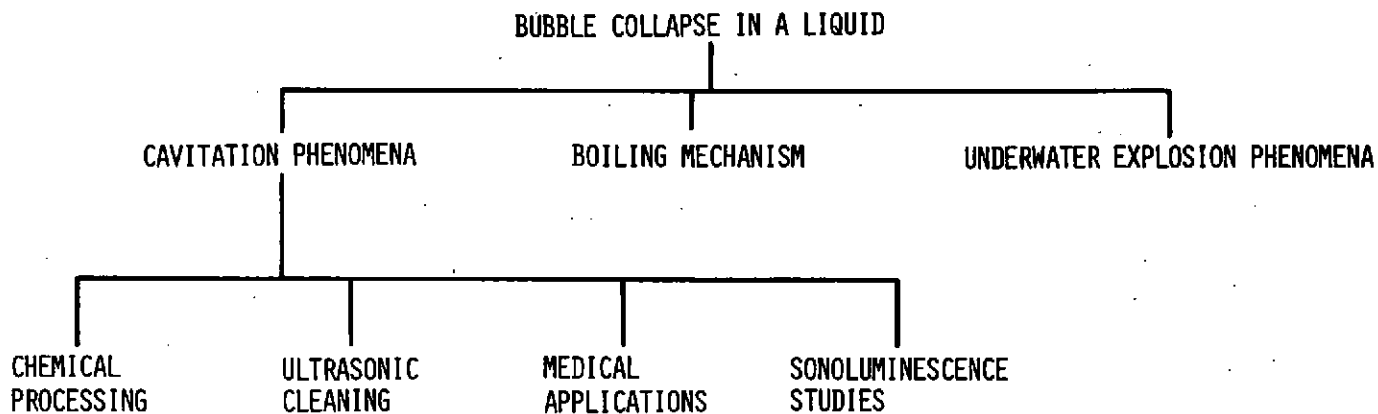 BUBBLE COLLAPSE IN A LIQUID
CAVITATION PHENOMENA
BOILING MECHANISM
UNDERWATER EXPLOSION PHENOMENA
CHEMICAL
PROCESSING
ULTRASONIC
CLEANING
MEDICAL
APPLICATIONS
SONOLUMINESCENCE
STUDIES